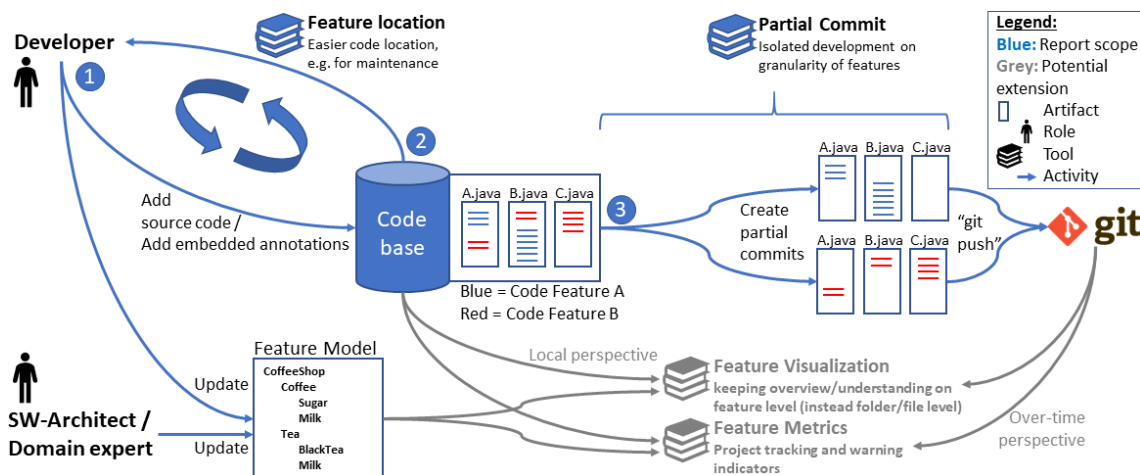 Feature location
Easier code location,
e.g. for maintenance
Partial Commit
Isolated development on
granularity of features
Legend:
Blue: Report scope
Grey: Potential
extension
Artifact
Role
Tool
Activity
Developer
1
2
3
Add
source code /
Add embedded annotations
Code
base
A.java B.java C.java
Blue = Code Feature A
Red = Code Feature B
Create
partial
commits
A.java B.java C.java
A.java B.java C.java
"git
push"
git
SW-Architect /
Domain expert
Update
Update
Feature Model
CoffeeShop
Coffee
Sugar
Milk
Tea
BlackTea
Milk
Local perspective
Feature Visualization
keeping overview/understanding on
feature level (instead folder/file level)
Feature Metrics
Project tracking and warning
indicators
Over-time
perspective